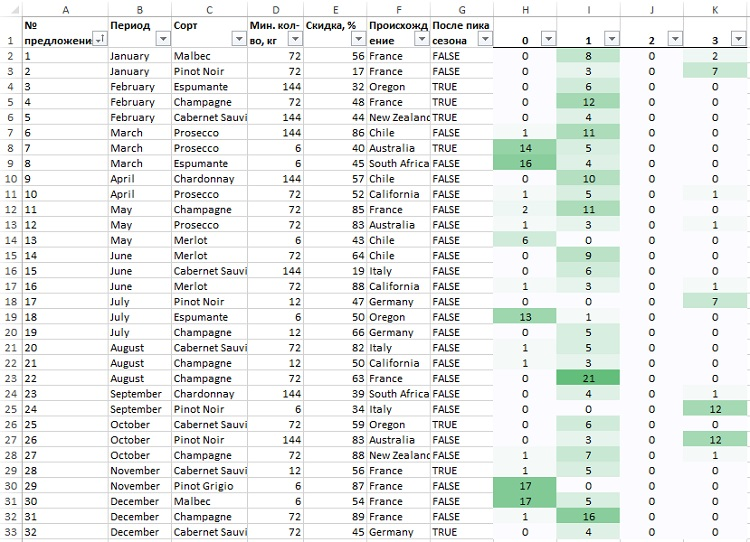 A B C D E F G H I J K
№ предложения Период Сорт Мин. кол-во, кг Скидка, % Происхождение После пика сезона
1 0 1 2 3
2 1 January Malbec 72 56 France FALSE 0 8 0 2
3 2 January Pinot Noir 72 17 France FALSE 0 3 0 7
4 3 February Espumante 144 32 Oregon TRUE 0 6 0 0
5 4 February Champagne 72 48 France TRUE 0 12 0 0
6 5 February Cabernet Sauvi 144 44 New Zealanc TRUE 0 4 0 0
7 6 March Prosecco 144 86 Chile FALSE 1 11 0 0
8 7 March Prosecco 6 40 Australia TRUE 14 5 0 0
9 8 March Espumante 6 45 South Africa FALSE 16 4 0 0
10 9 April Chardonnay 144 57 Chile FALSE 0 10 0 0
11 10 April Prosecco 72 52 California FALSE 1 5 0 1
12 11 May Champagne 72 85 France FALSE 2 11 0 0
13 12 May Prosecco 72 83 Australia FALSE 1 3 0 1
14 13 May Merlot 6 43 Chile FALSE 6 0 0 0
15 14 June Merlot 72 64 Chile FALSE 0 9 0 0
16 15 June Cabernet Sauvi 144 19 Italy FALSE 0 6 0 0
17 16 June Merlot 72 88 California FALSE 1 3 0 1
18 17 July Pinot Noir 12 47 Germany FALSE 0 0 0 7
19 18 July Espumante 6 50 Oregon FALSE 13 1 0 0
20 19 July Champagne 12 66 Germany FALSE 0 5 0 0
21 20 August Cabernet Sauvi 72 82 Italy FALSE 1 5 0 0
22 21 August Champagne 12 50 California FALSE 1 3 0 0
23 22 August Champagne 72 63 France FALSE 0 21 0 0
24 23 September Chardonnay 144 39 South Africa FALSE 0 4 0 1
25 24 September Pinot Noir 6 34 Italy FALSE 0 0 0 12
26 25 October Cabernet Sauvi 72 59 Oregon TRUE 0 6 0 0
27 26 October Pinot Noir 144 83 Australia FALSE 0 3 0 12
28 27 October Champagne 72 88 New Zealanc FALSE 1 7 0 1
29 28 November Cabernet Sauvi 12 56 France TRUE 1 5 0 0
30 29 November Pinot Grigio 6 87 France FALSE 17 0 0 0
31 30 December Malbec 6 54 France FALSE 17 5 0 0
32 31 December Champagne 72 89 France FALSE 1 16 0 0
33 32 December Cabernet Sauvi 72 45 Germany TRUE 0 4 0 0